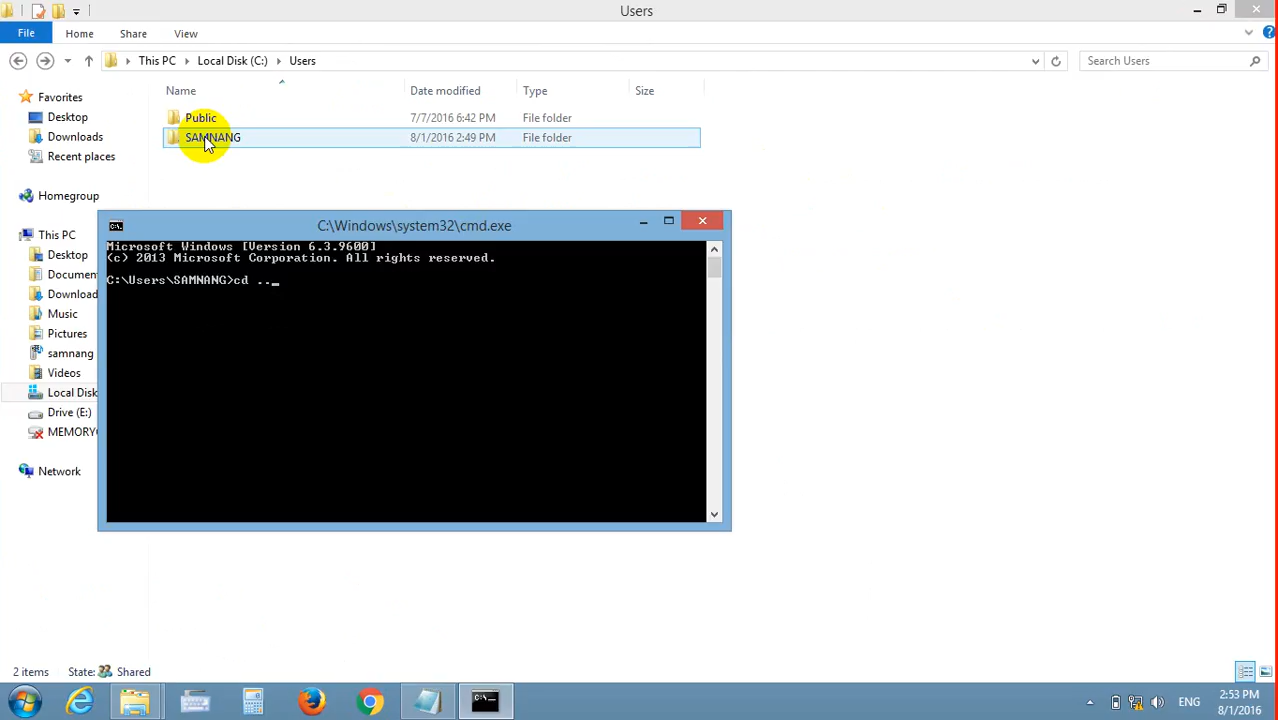 Users
File
Home
Share
View
This PC
Local Disk (C:)
Users
Search Users
Name
Date modified
Type
Size
Public
7/7/2016 6:42 PM
File folder
SAMNANG
8/1/2016 2:49 PM
File folder
Favorites
Desktop
Downloads
Recent places
Homegroup
This PC
Desktop
Documen
Download
Music
Pictures
samnang
Videos
Local Disk
Drive (E:)
MEMORY
Network
C:\Windows\system32\cmd.exe
Microsoft Windows [Version 6.3.9600]
(c) 2013 Microsoft Corporation. All rights reserved.
C:\Users\SAMNANG>cd .._
2 items
State:
Shared
ENG
2:53 PM
8/1/2016